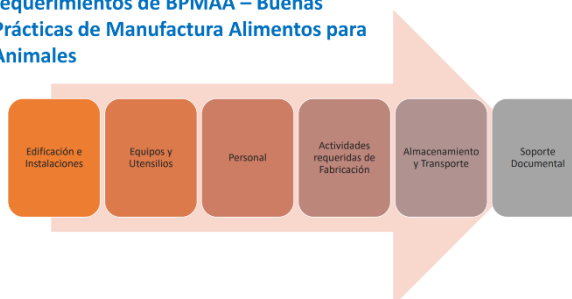 equerimientos de BPMAA – Buenas
Prácticas de Manufactura Alimentos para
Animales
Edificación e
Instalaciones
Equipos y
Utensilios
Personal
Actividades
requeridas de
Fabricación
Almacenamiento
y Transporte
Soporte
Documental